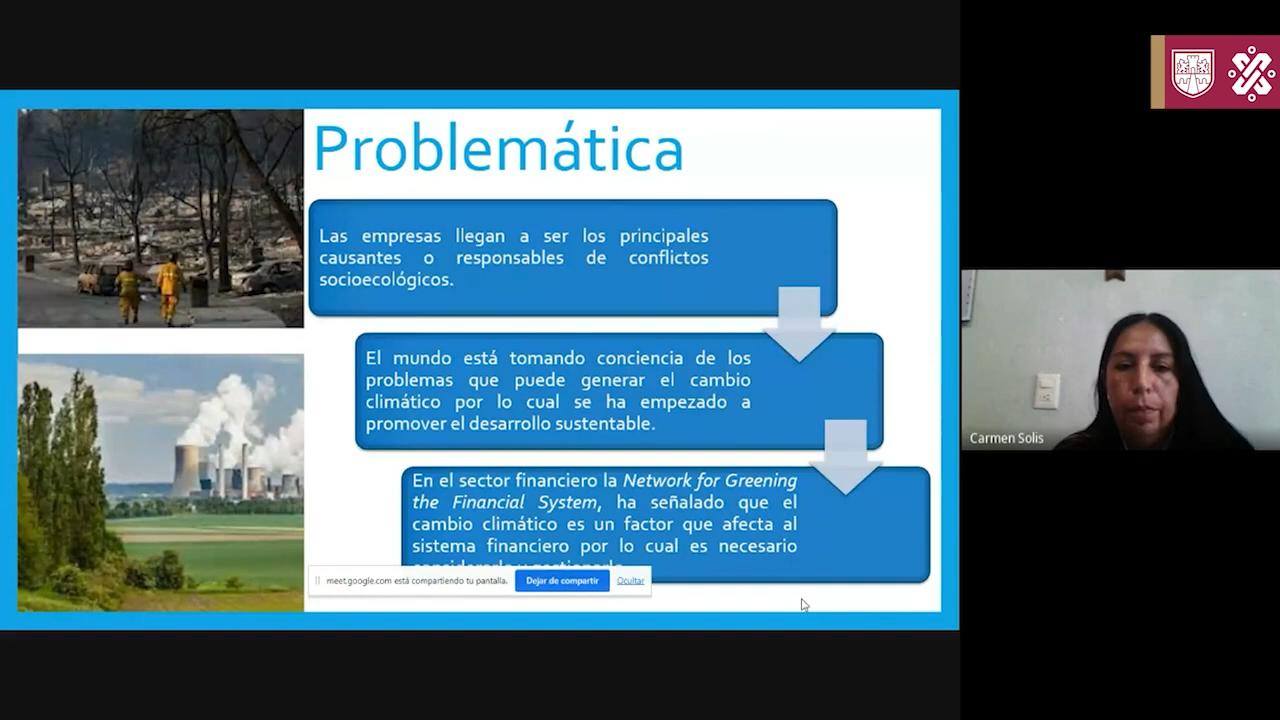 Problemática
Las empresas llegan a ser los principales
causantes o responsables de conflictos
socioecológicos.
El mundo está tomando conciencia de los
problemas que puede generar el cambio
climático por lo cual se ha empezado a
promover el desarrollo sustentable.
En el sector financiero la Network for Greening
the Financial System, ha señalado que el
cambio climático es un factor que afecta al
sistema financiero por lo cual es necesario
meet.google.com está compartiendo tu pantalla.
Dejar de compartir
Ocultar
Carmen Solis